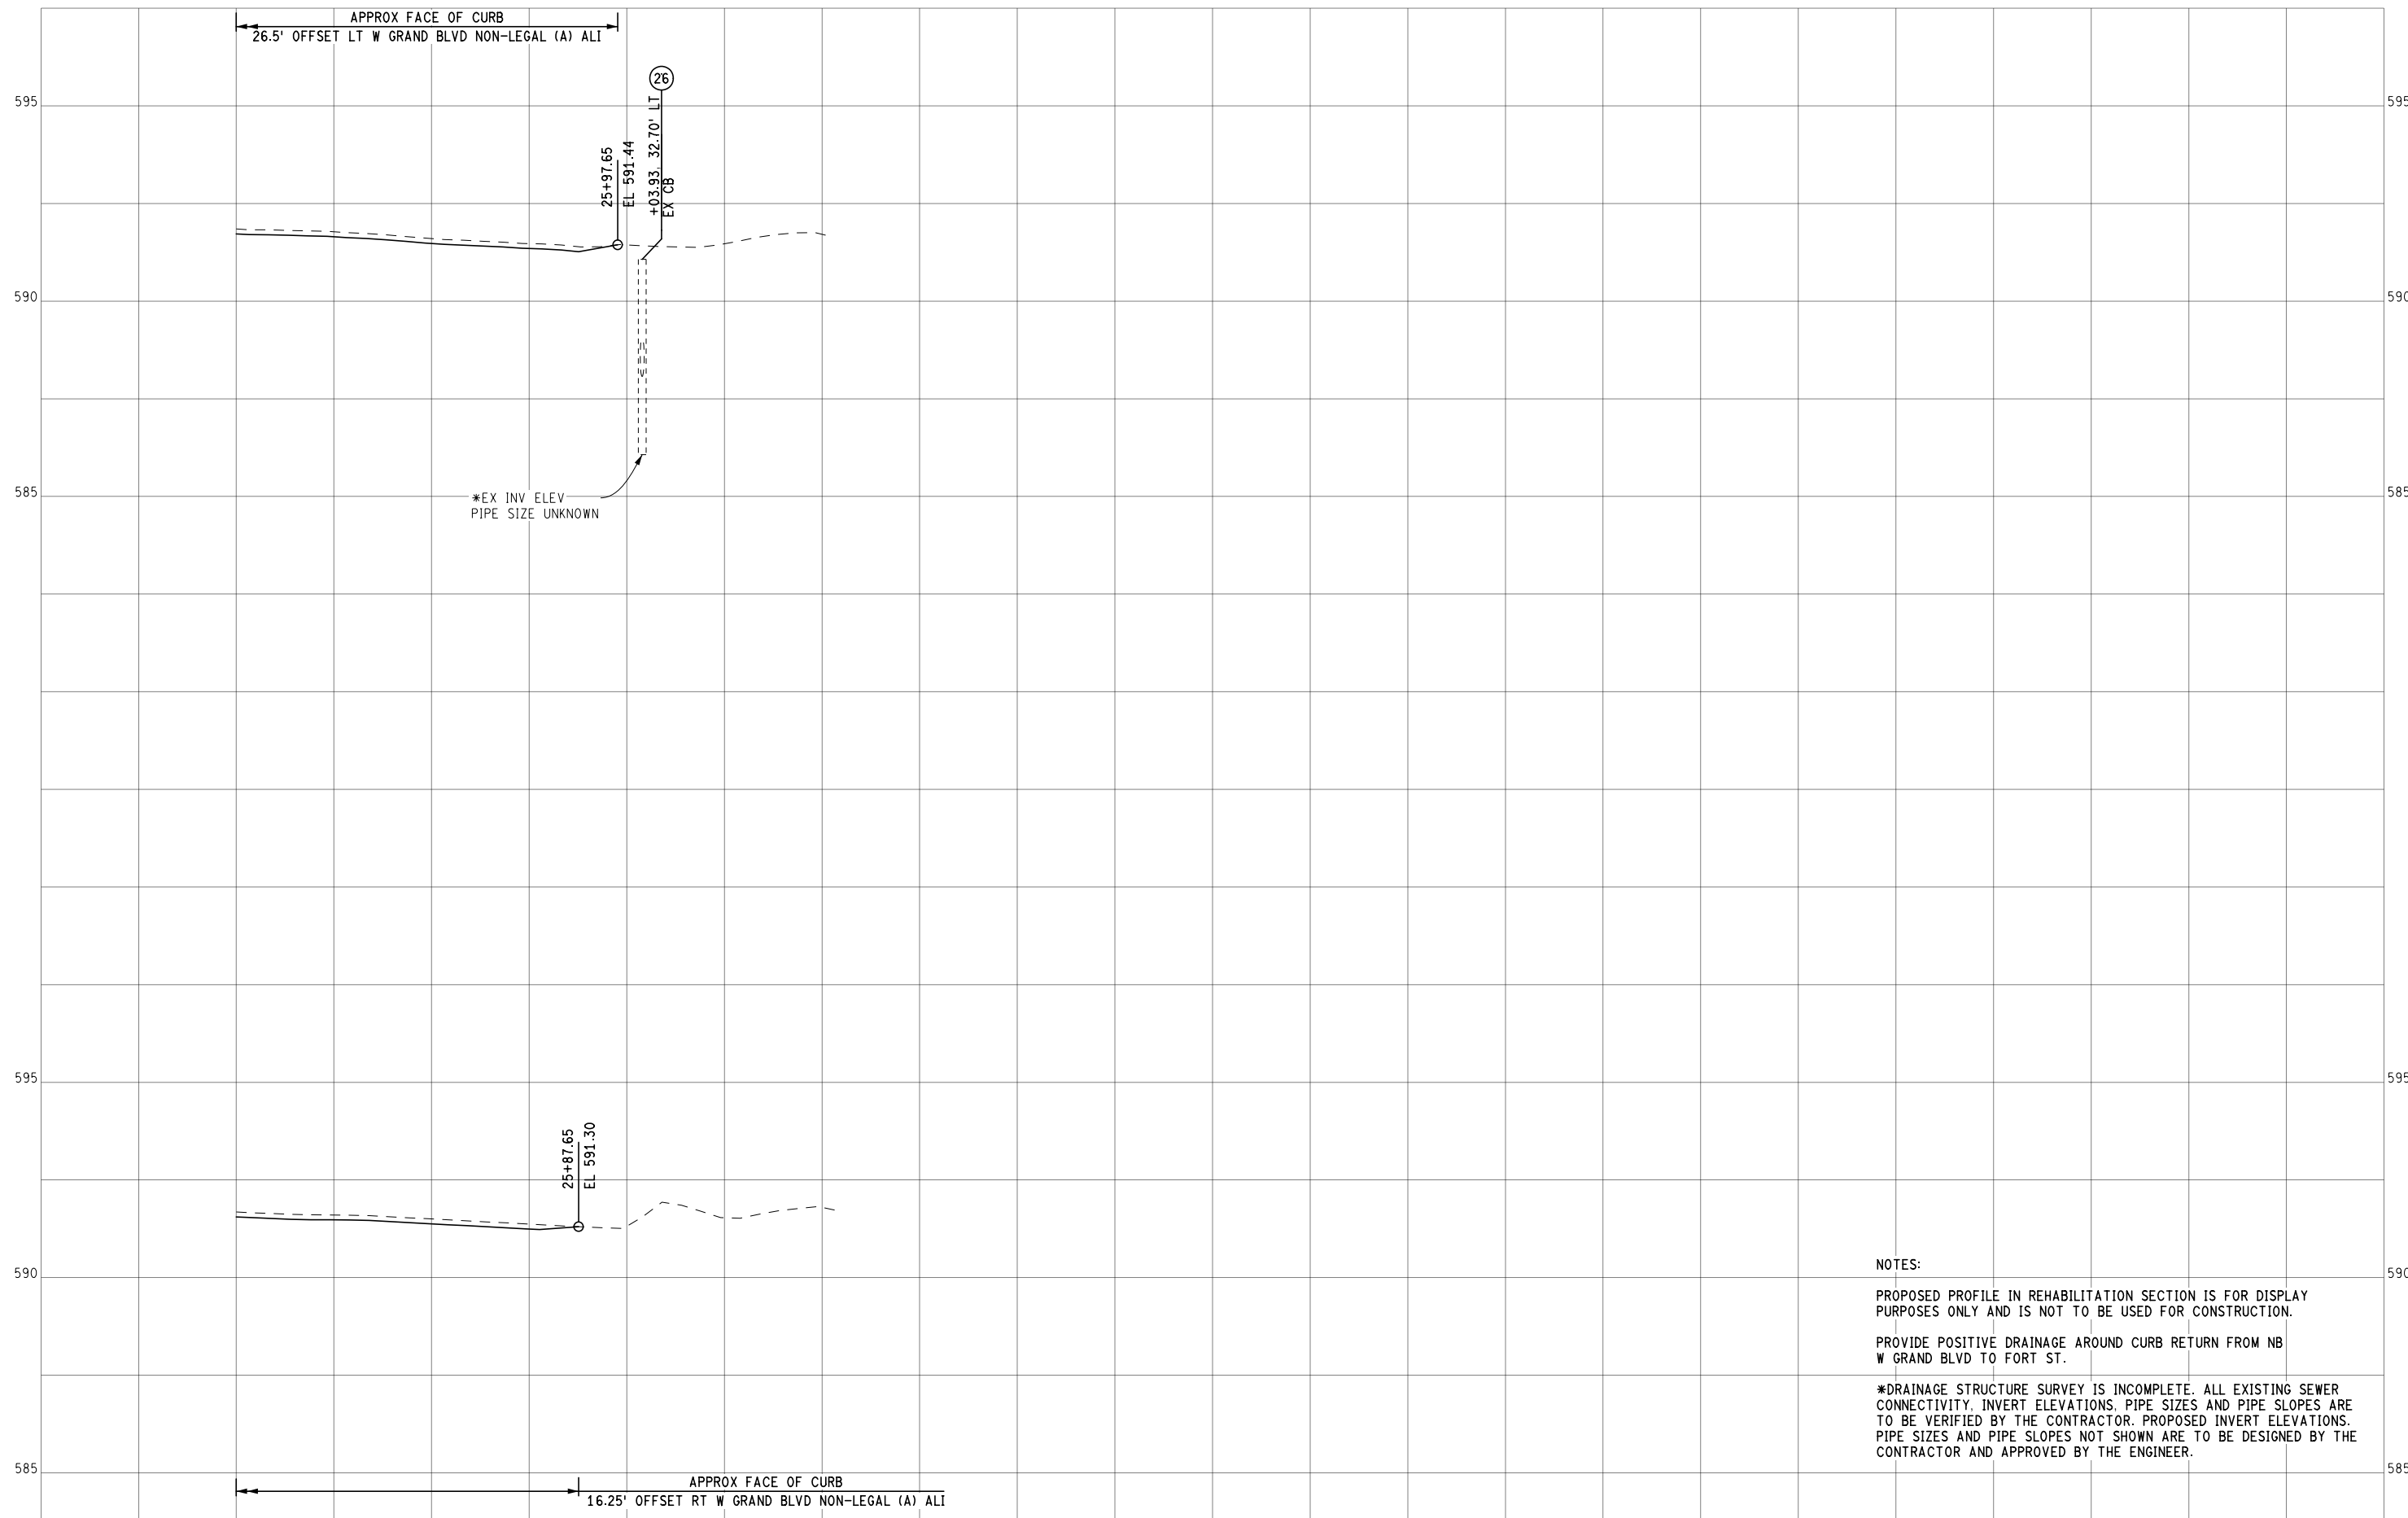 APPROX FACE OF CURB
26.5' OFFSET LT W GRAND BLVD NON-LEGAL (A) ALI
26
595
595
25+97.65
EL 591.44
+03.93, 32.70' LT
EX CB
590
590
585
585
*EX INV ELEV
PIPE SIZE UNKNOWN
595
595
25+87.65
EL 591.30
590
590
NOTES:
PROPOSED PROFILE IN REHABILITATION SECTION IS FOR DISPLAY
PURPOSES ONLY AND IS NOT TO BE USED FOR CONSTRUCTION.
PROVIDE POSITIVE DRAINAGE AROUND CURB RETURN FROM NB
W GRAND BLVD TO FORT ST.
*DRAINAGE STRUCTURE SURVEY IS INCOMPLETE. ALL EXISTING SEWER
CONNECTIVITY, INVERT ELEVATIONS, PIPE SIZES AND PIPE SLOPES ARE
TO BE VERIFIED BY THE CONTRACTOR. PROPOSED INVERT ELEVATIONS.
PIPE SIZES AND PIPE SLOPES NOT SHOWN ARE TO BE DESIGNED BY THE
CONTRACTOR AND APPROVED BY THE ENGINEER.
585
585
APPROX FACE OF CURB
16.25' OFFSET RT W GRAND BLVD NON-LEGAL (A) ALI